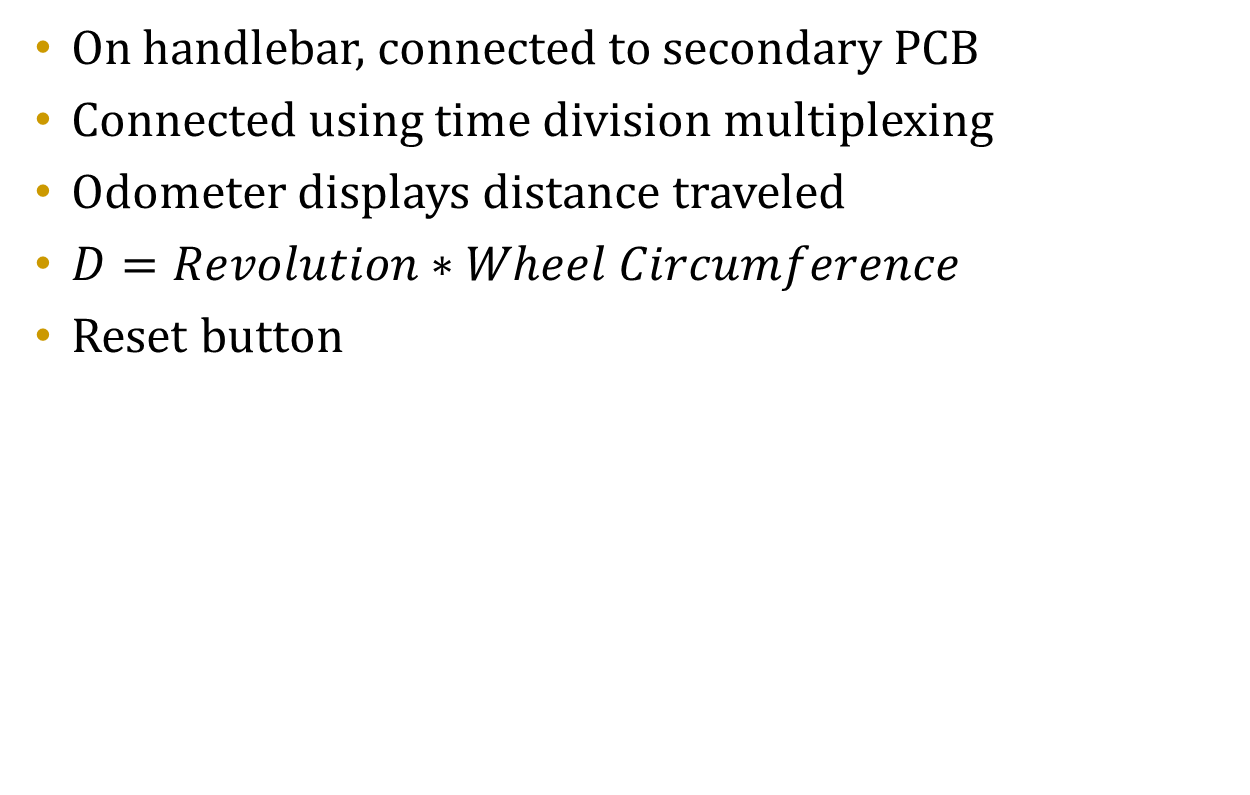 • On handlebar, connected to secondary PCB
• Connected using time division multiplexing
• Odometer displays distance traveled
• D = Revolution ∗ Wheel Circumference
• Reset button